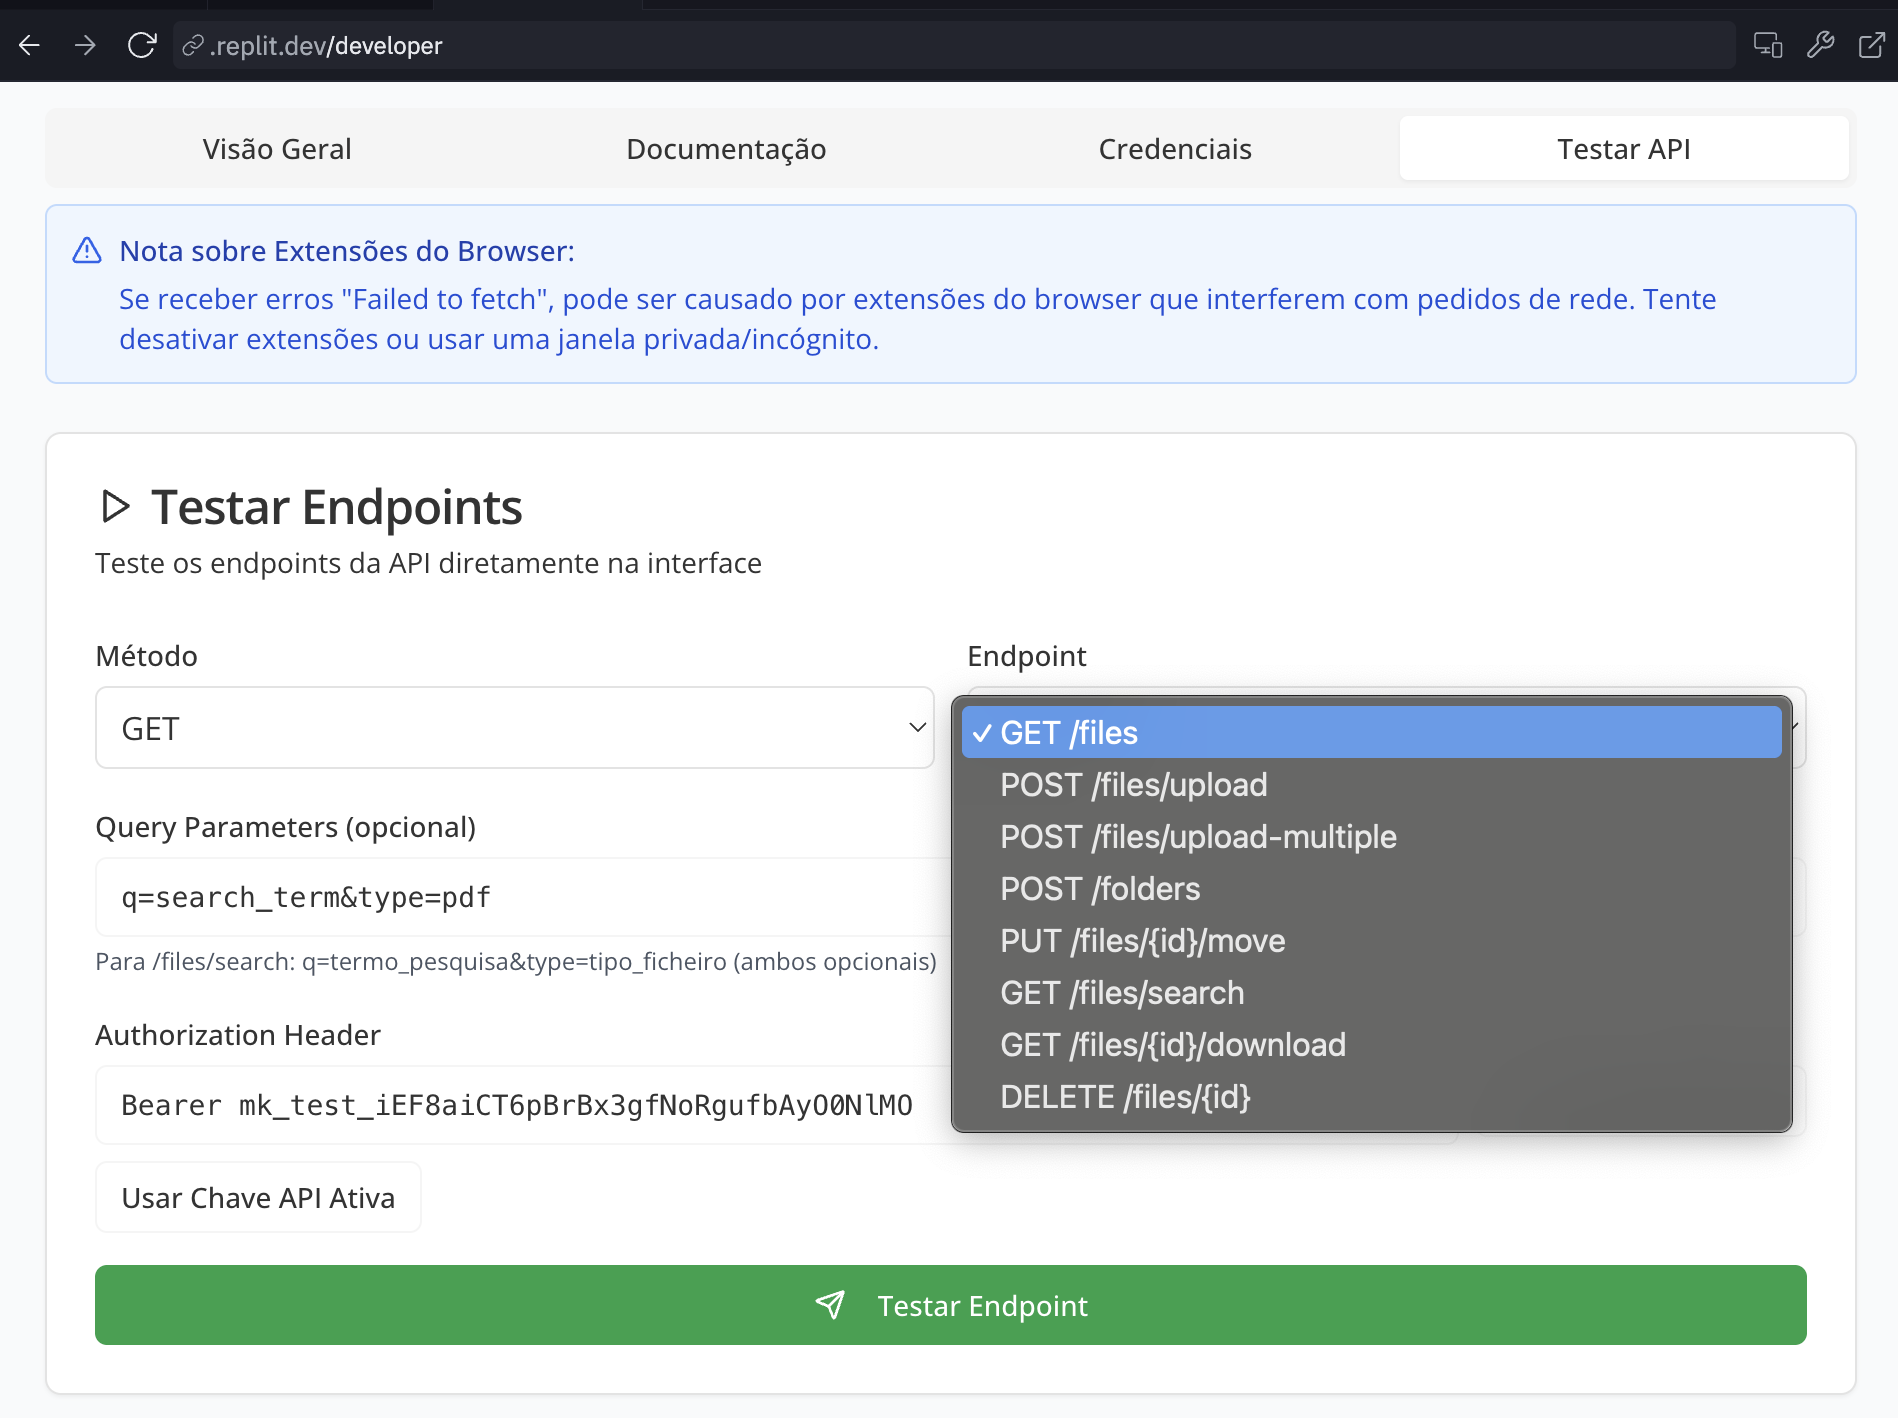 .replit.dev/developer
Visão Geral
Documentação
Credenciais
Testar API
Nota sobre Extensões do Browser:
Se receber erros "Failed to fetch", pode ser causado por extensões do browser que interferem com pedidos de rede. Tente
desativar extensões ou usar uma janela privada/incógnito.
Testar Endpoints
Teste os endpoints da API diretamente na interface
Método
GET
Endpoint
GET /files
POST /files/upload
POST /files/upload-multiple
POST /folders
PUT /files/{id}/move
GET /files/search
GET /files/{id}/download
DELETE /files/{id}
Query Parameters (opcional)
q=search_term&type=pdf
Para /files/search: q=termo_pesquisa&type=tipo_ficheiro (ambos opcionais)
Authorization Header
Bearer mk_test_iEF8aiCT6pBrBx3gfNoRgufbAyO0NlMO
Usar Chave API Ativa
Testar Endpoint